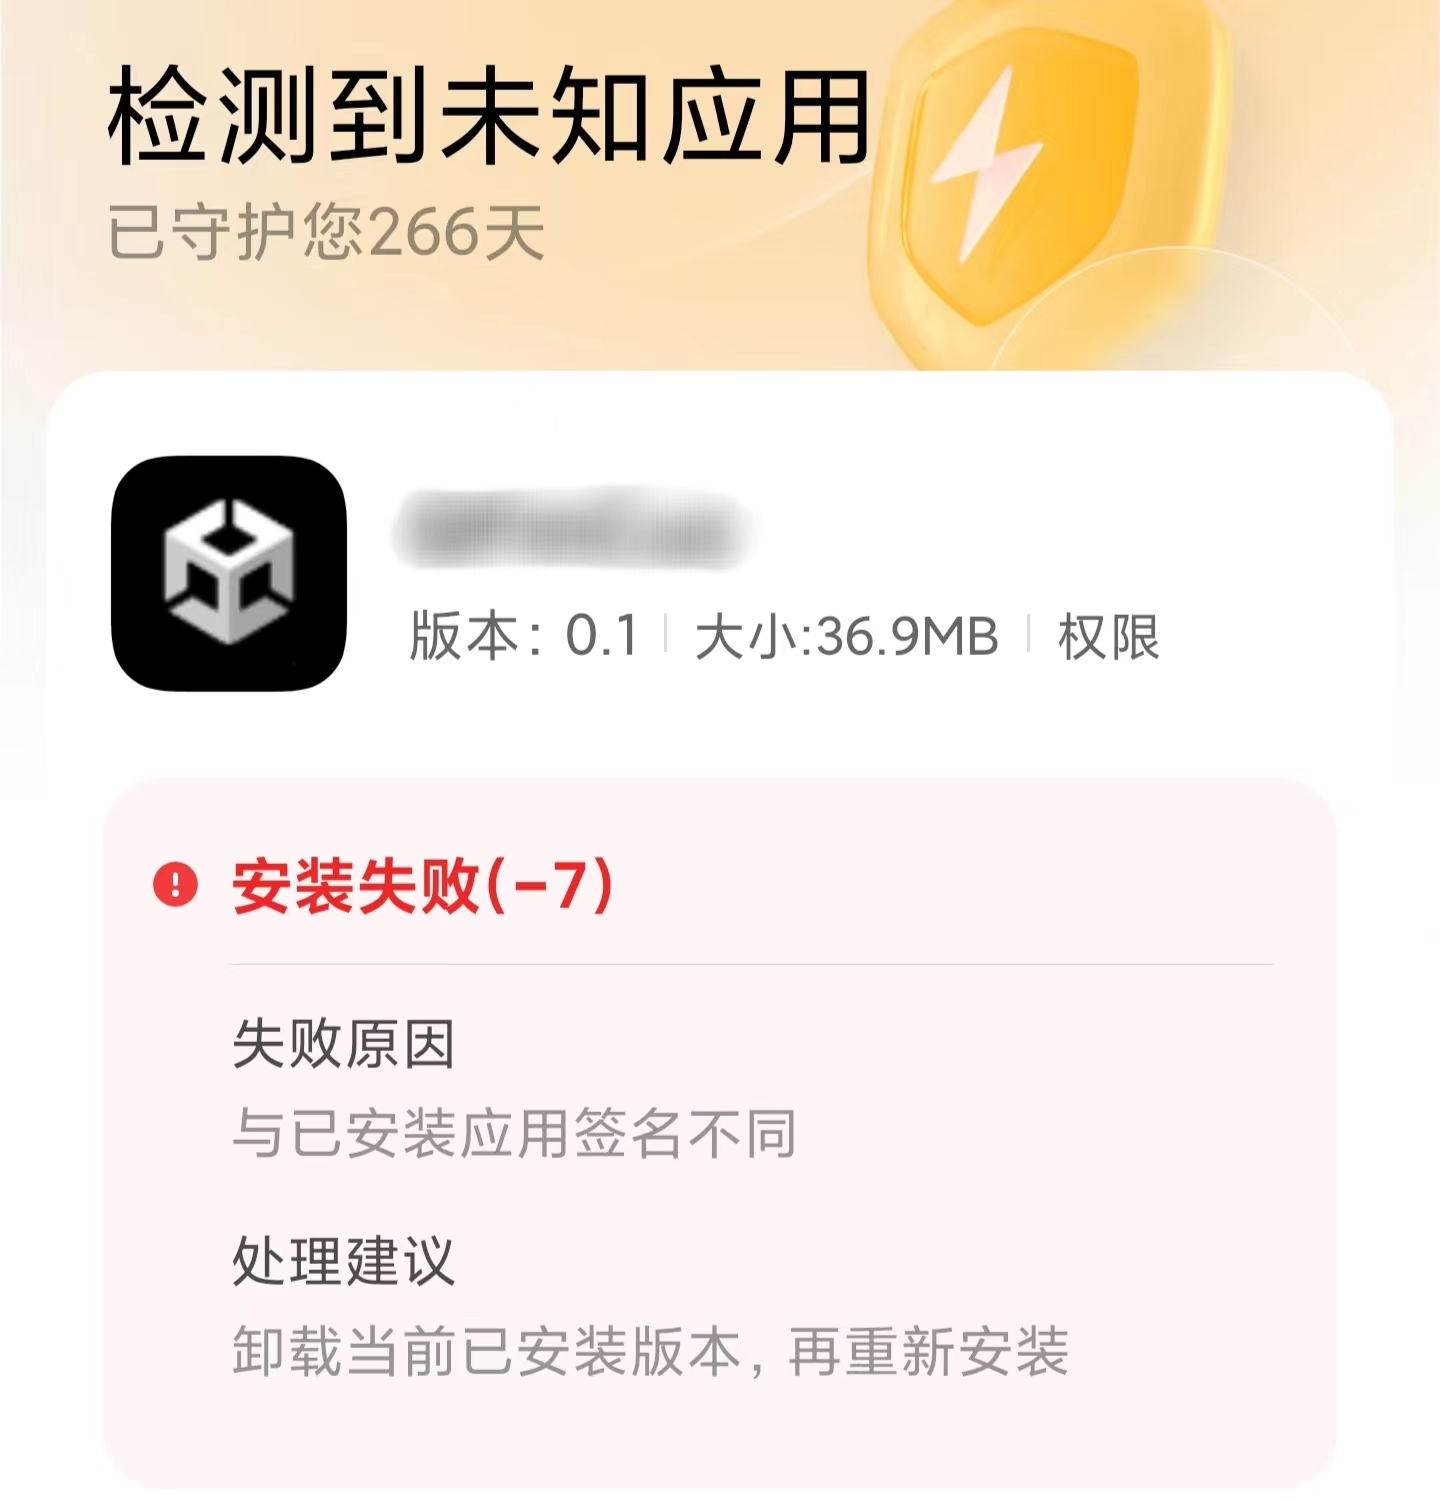 检测到未知应用
已守护您266天
版本：0.1 大小:36.9MB 权限
安装失败(-7)
失败原因
与已安装应用签名不同
处理建议
卸载当前已安装版本，再重新安装